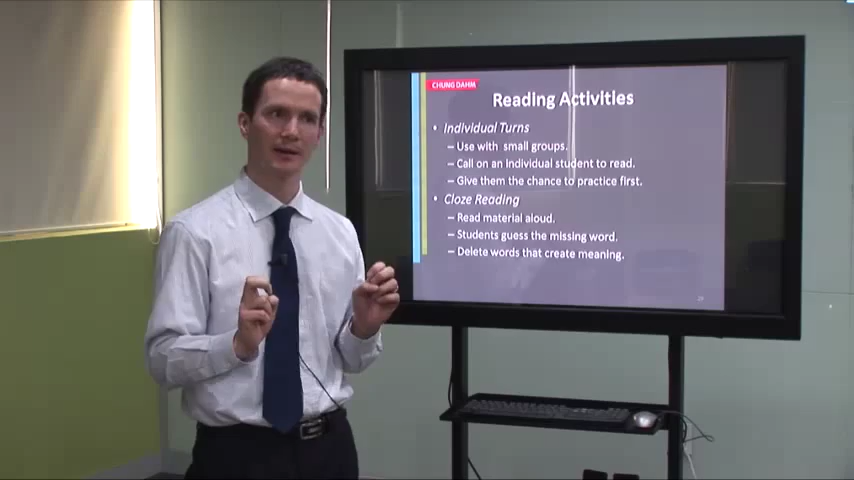 CHUNG DAHM
Reading Activities
• Individual Turns
– Use with small groups.
– Call on an individual student to read.
– Give them the chance to practice first.
• Cloze Reading
– Read material aloud.
– Students guess the missing word.
– Delete words that create meaning.